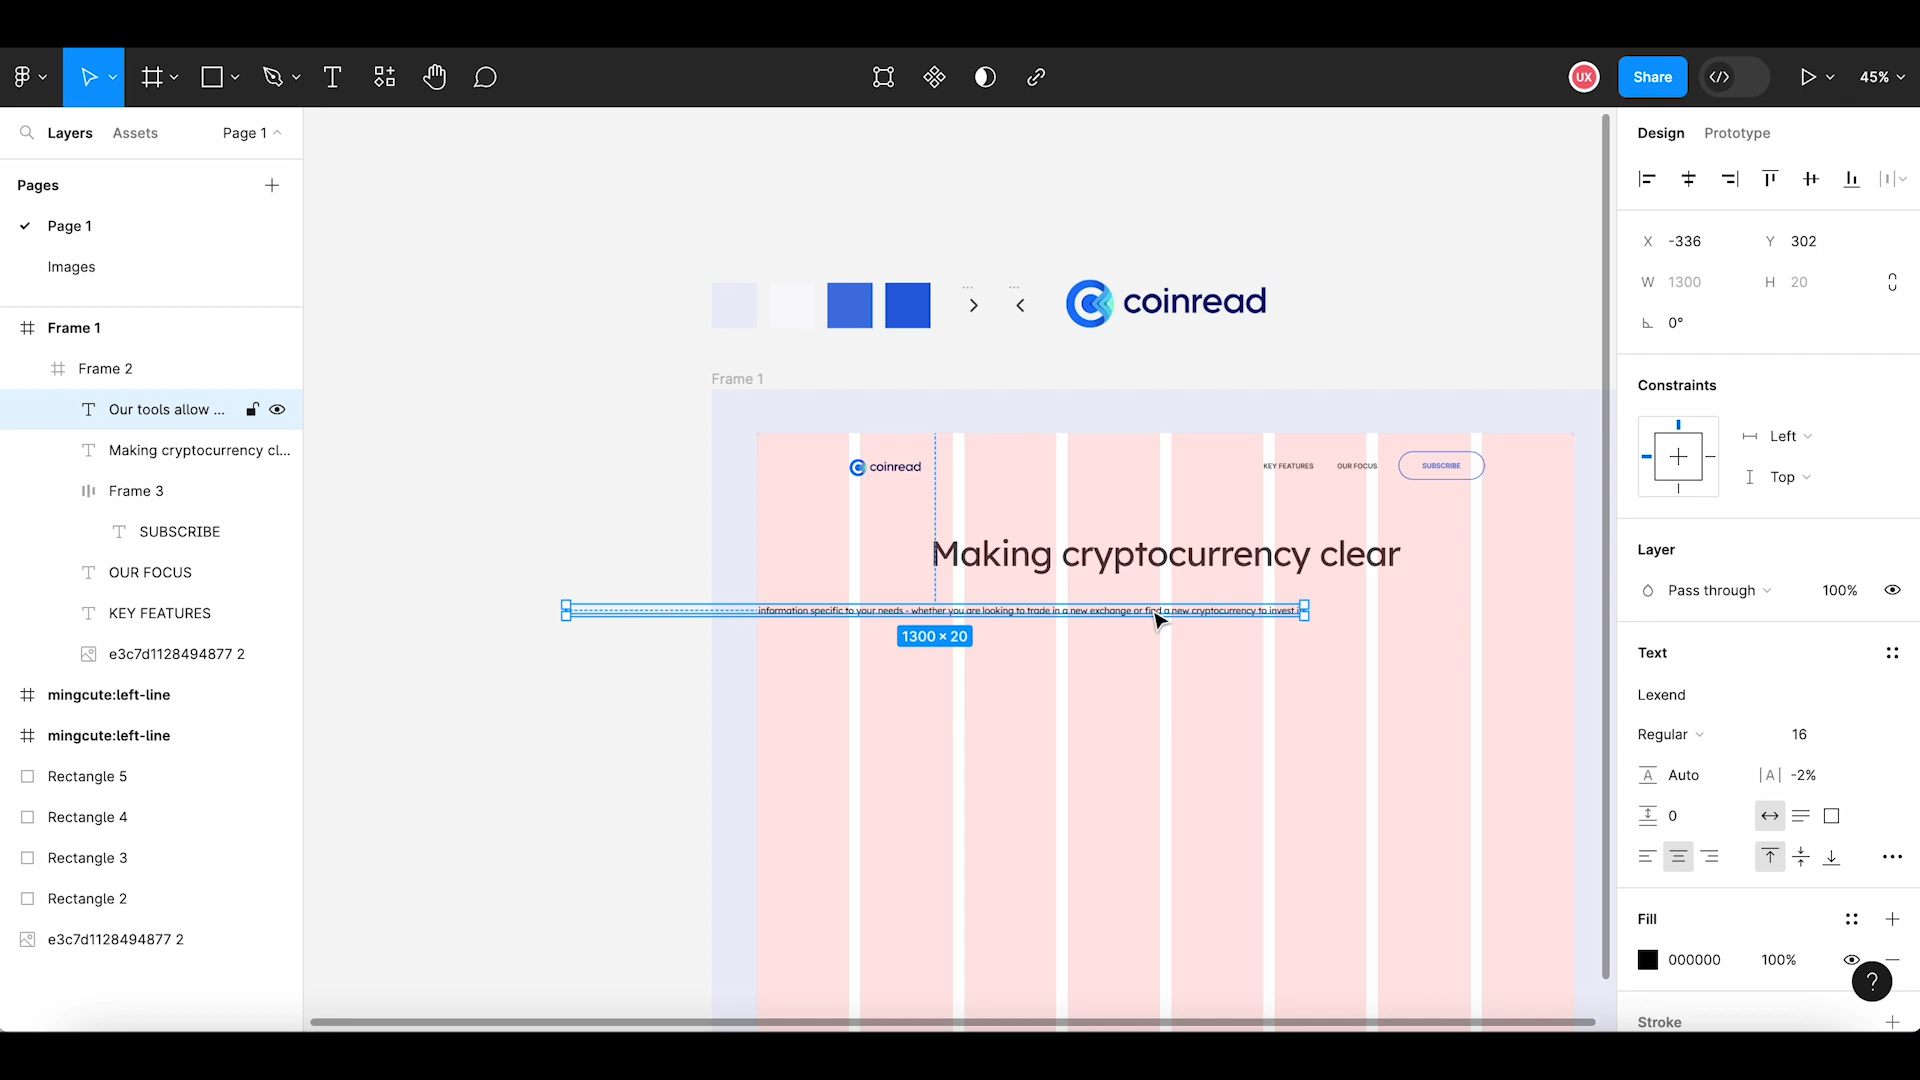 UX
Share
45%
Layers
Assets
Page 1
Design
Prototype
Pages
Page 1
Images
X -336
Y 302
W 1300
H 20
0°
coinread
Frame 1
Frame 2
Our tools allow ...
Making cryptocurrency cl...
Frame 3
SUBSCRIBE
OUR FOCUS
KEY FEATURES
e3c7d1128494877 2
mingcute:left-line
mingcute:left-line
Rectangle 5
Rectangle 4
Rectangle 3
Rectangle 2
e3c7d1128494877 2
...
...
Frame 1
coinread
KEY FEATURES
OUR FOCUS
SUBSCRIBE
Making cryptocurrency clear
information specific to your needs - whether you are looking to trade in a new exchange or find a new cryptocurrency to invest
1300 × 20
Constraints
Left
Top
Layer
Pass through
100%
Text
Lexend
Regular
16
A Auto
|A| -2%
0
Fill
000000
100%
?
Stroke